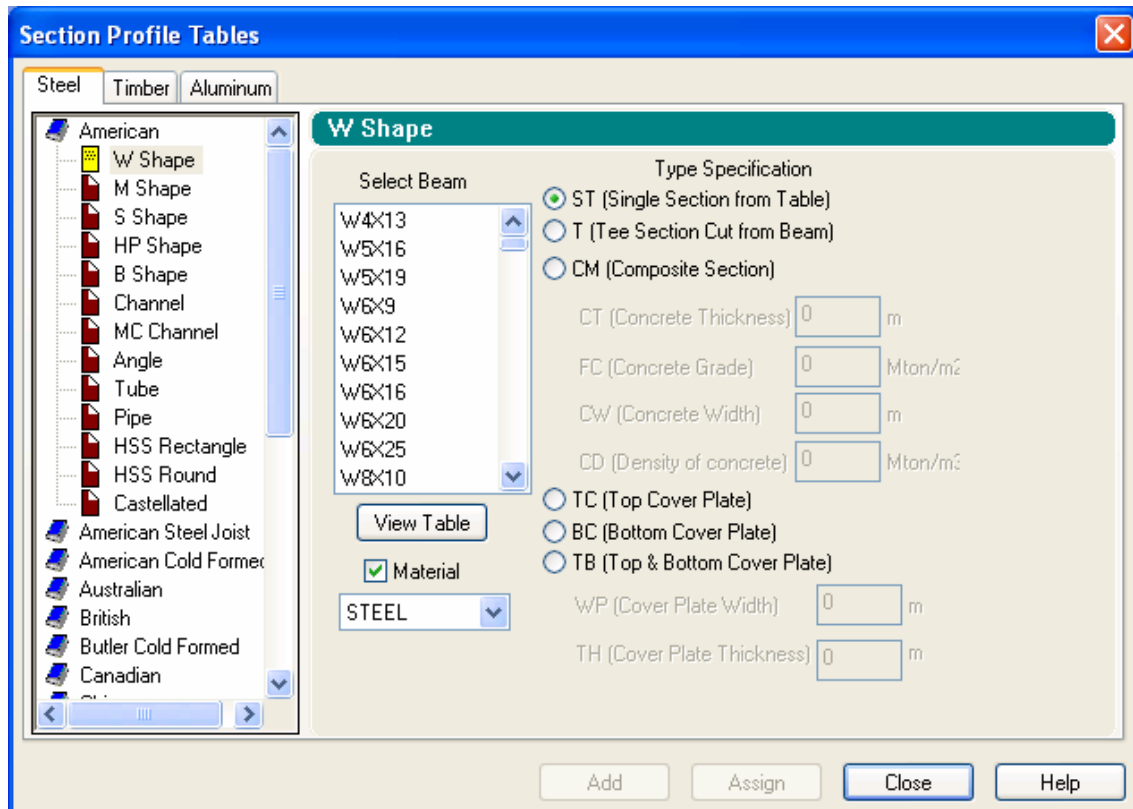 Section Profile Tables
Steel
Timber
Aluminum
American
W Shape
M Shape
S Shape
HP Shape
B Shape
Channel
MC Channel
Angle
Tube
Pipe
HSS Rectangle
HSS Round
Castellated
American Steel Joist
American Cold Formec
Australian
British
Butler Cold Formed
Canadian
W Shape
Select Beam
W4X13
W5X16
W5X19
W6X9
W6X12
W6X15
W6X16
W6X20
W6X25
W8X10
View Table
Material
STEEL
Type Specification
ST (Single Section from Table)
T (Tee Section Cut from Beam)
CM (Composite Section)
CT (Concrete Thickness) 0 m
FC (Concrete Grade) 0 Mton/m2
CW (Concrete Width) 0 m
CD (Density of concrete) 0 Mton/m3
TC (Top Cover Plate)
BC (Bottom Cover Plate)
TB (Top & Bottom Cover Plate)
WP (Cover Plate Width) 0 m
TH (Cover Plate Thickness) 0 m
Add
Assign
Close
Help